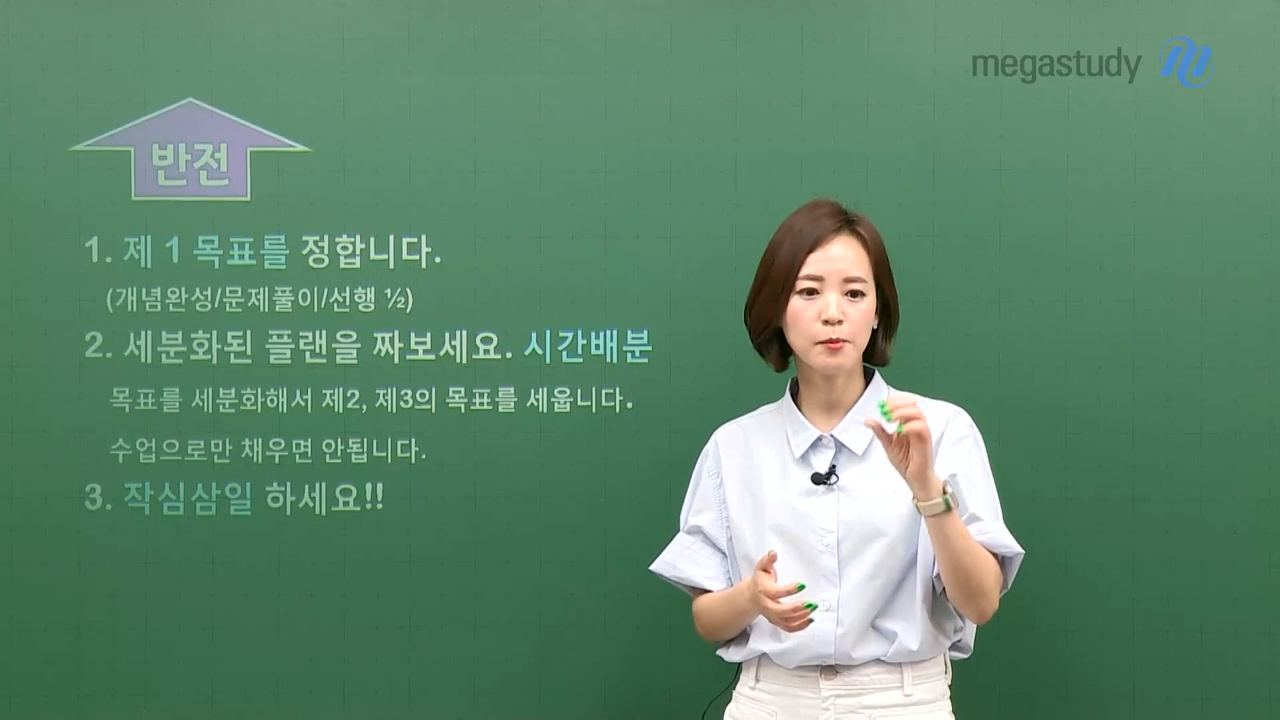 megastudy
반전
1. 제 1 목표를 정합니다.
(개념완성/문제풀이/선행 ½)
2. 세분화된 플랜을 짜보세요. 시간배분
목표를 세분화해서 제2, 제3의 목표를 세웁니다.
수업으로만 채우면 안됩니다.
3. 작심삼일 하세요!!